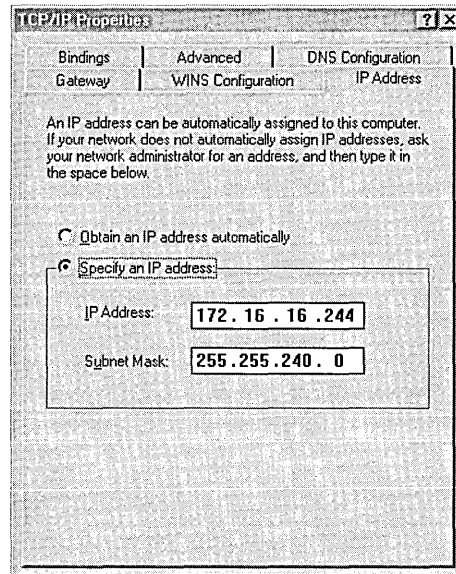 TCP/IP Properties
? ×
Bindings Advanced DNS Configuration
Gateway WINS Configuration IP Address
An IP address can be automatically assigned to this computer.
If your network does not automatically assign IP addresses, ask
your network administrator for an address, and then type it in
the space below.
Obtain an IP address automatically
Specify an IP address:
IP Address: 172 . 16 . 16 .244
Subnet Mask: 255 .255 .240 . 0